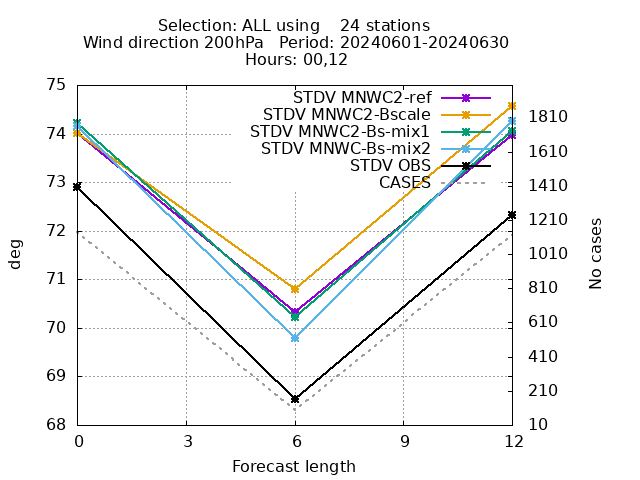 Selection: ALL using    24 stations
Wind direction 200hPa   Period: 20240601-20240630
Hours: 00,12
STDV MNWC2-ref
STDV MNWC2-Bscale
STDV MNWC2-Bs-mix1
STDV MNWC-Bs-mix2
STDV OBS
CASES
75
74
73
72
71
70
69
68
deg
1810
1610
1410
1210
1010
810
610
410
210
10
No cases
0
3
6
9
12
Forecast length